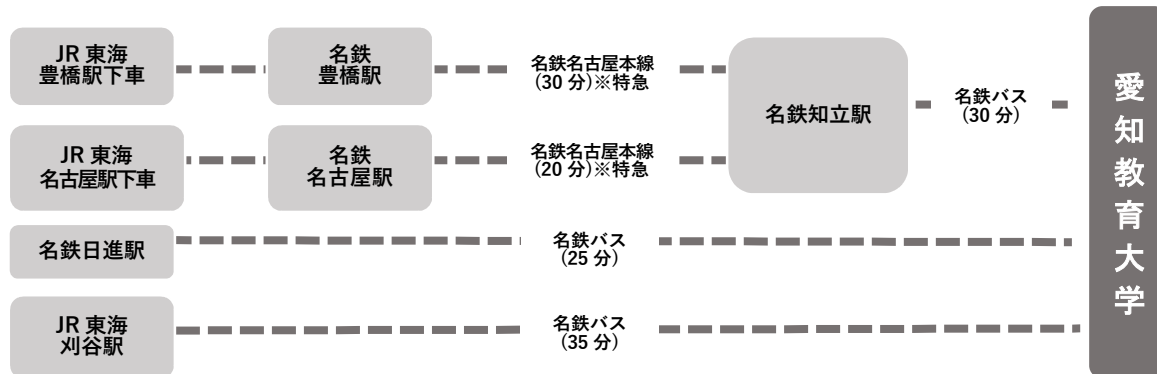 JR 東海
豊橋駅下車
名鉄
豊橋駅
名鉄名古屋本線
(30 分)※特急
JR 東海
名古屋駅下車
名鉄
名古屋駅
名鉄名古屋本線
(20 分)※特急
名鉄知立駅
名鉄バス
(30 分)
名鉄日進駅
名鉄バス
(25 分)
JR 東海
刈谷駅
名鉄バス
(35 分)
愛知教育大学